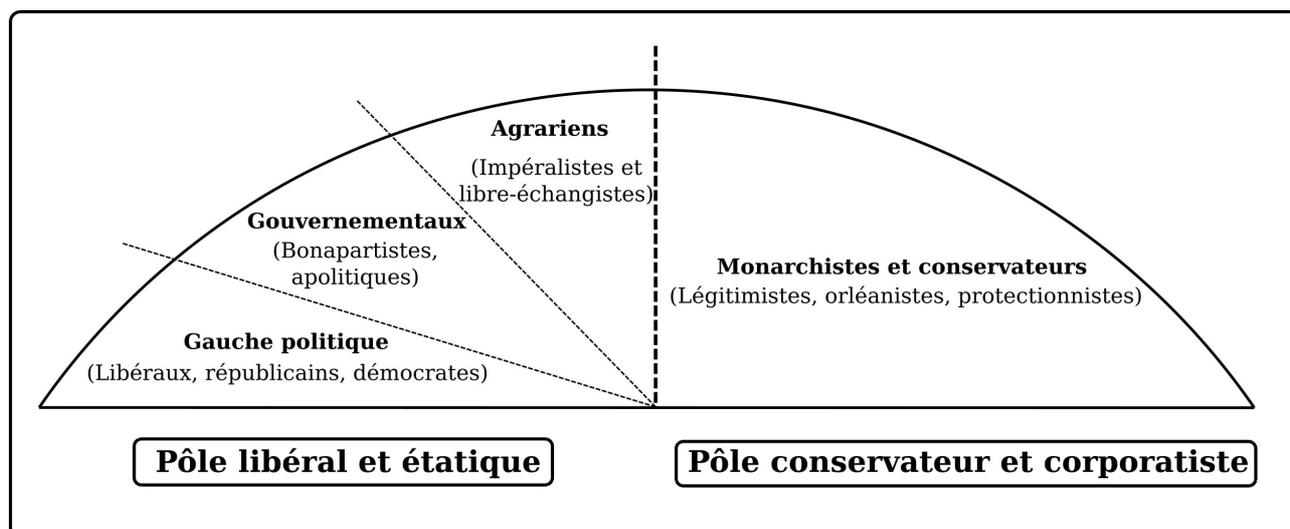 Agrariens
(Impéralistes et
libre-échangistes)
Gouvernementaux
(Bonapartistes,
apolitiques)
Gauche politique
(Libéraux, républicains, démocrates)
Monarchistes et conservateurs
(Légitimistes, orléanistes, protectionnistes)
Pôle libéral et étatique
Pôle conservateur et corporatiste